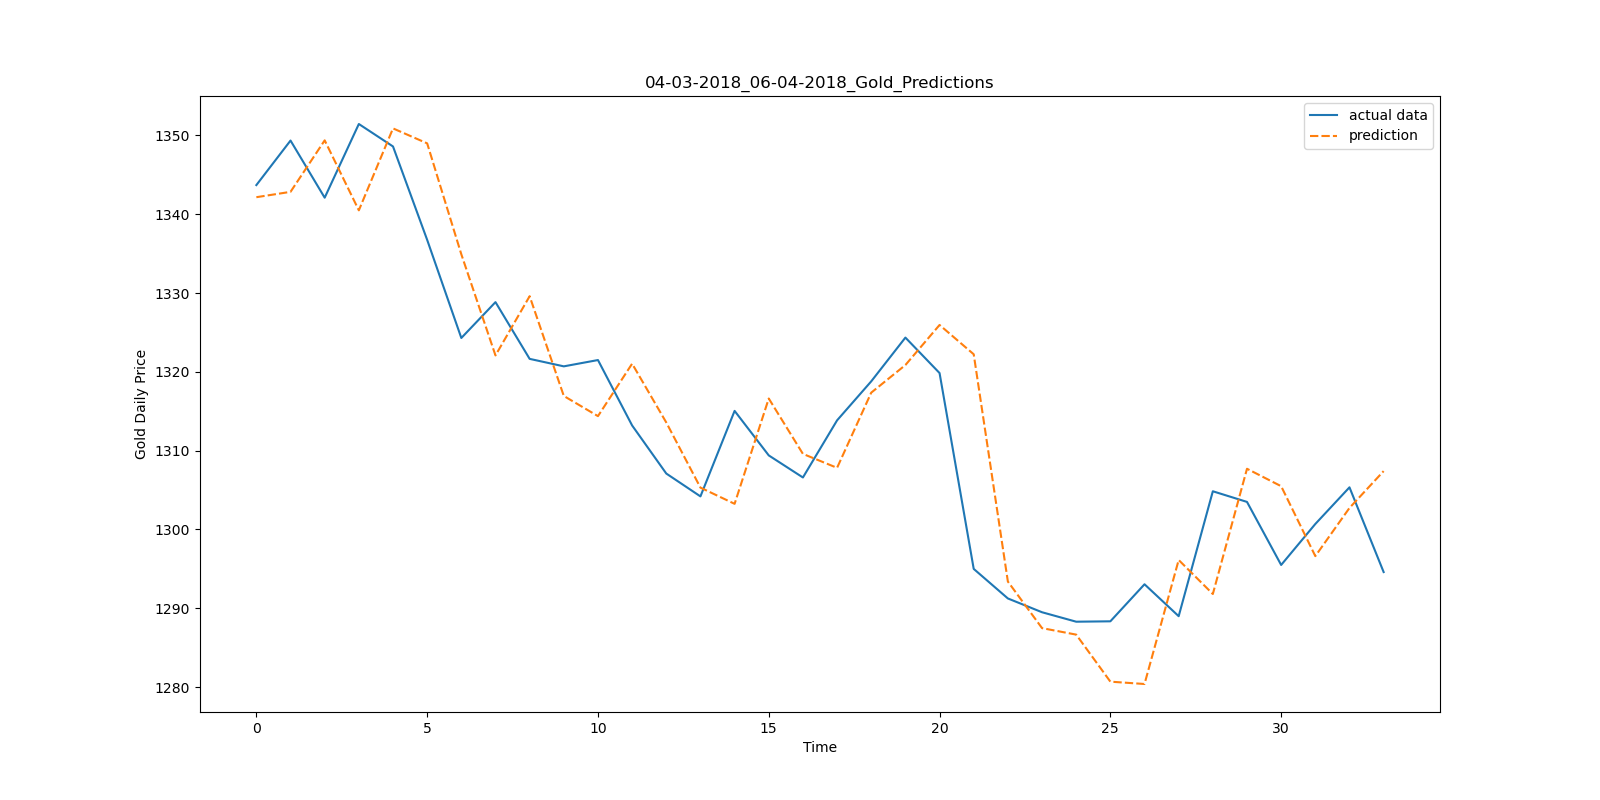 04-03-2018_06-04-2018_Gold_Predictions
actual data
prediction
1350
1340
1330
1320
1310
1300
1290
1280
Gold Daily Price
0 5 10 15 20 25 30
Time